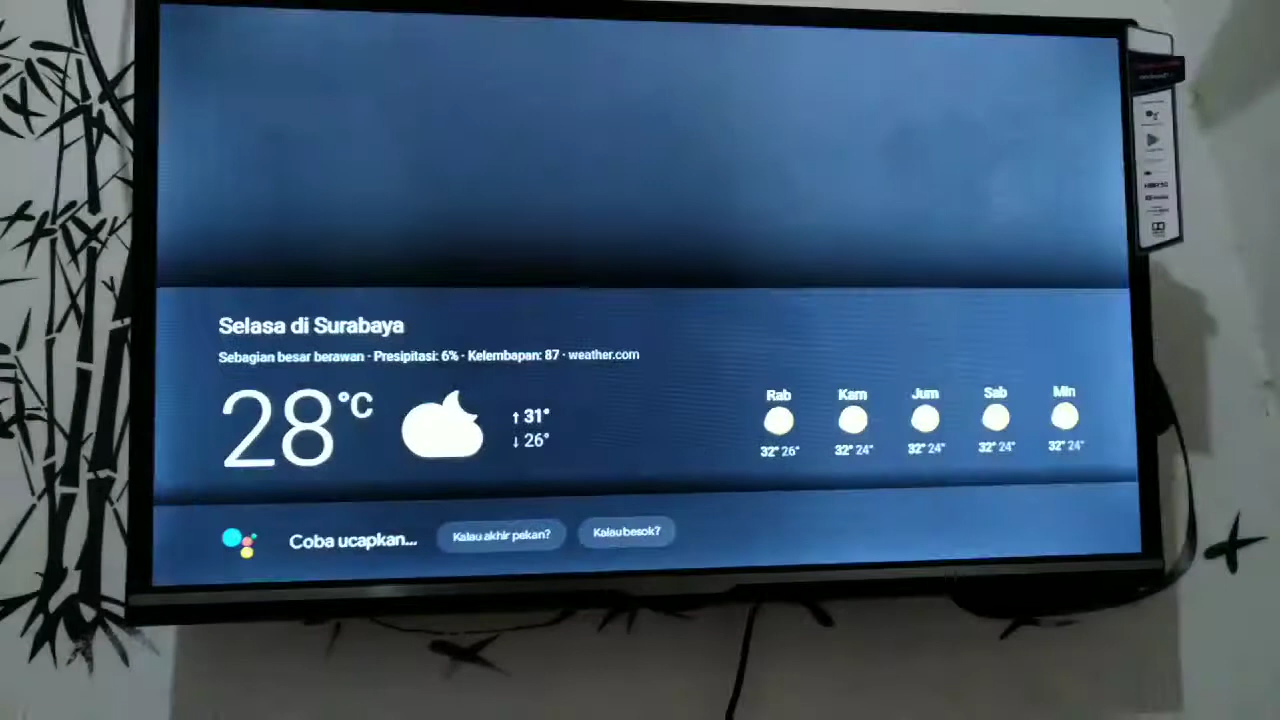 Selasa di Surabaya
Sebagian besar berawan · Presipitasi: 6% · Kelembapan: 87 · weather.com
28 °C
↑ 31°
↓ 26°
Rab Kam Jum Sab Min
32° 26° 32° 24° 32° 24° 32° 24° 32° 24°
Coba ucapkan... Kalau akhir pekan? Kalau besok?